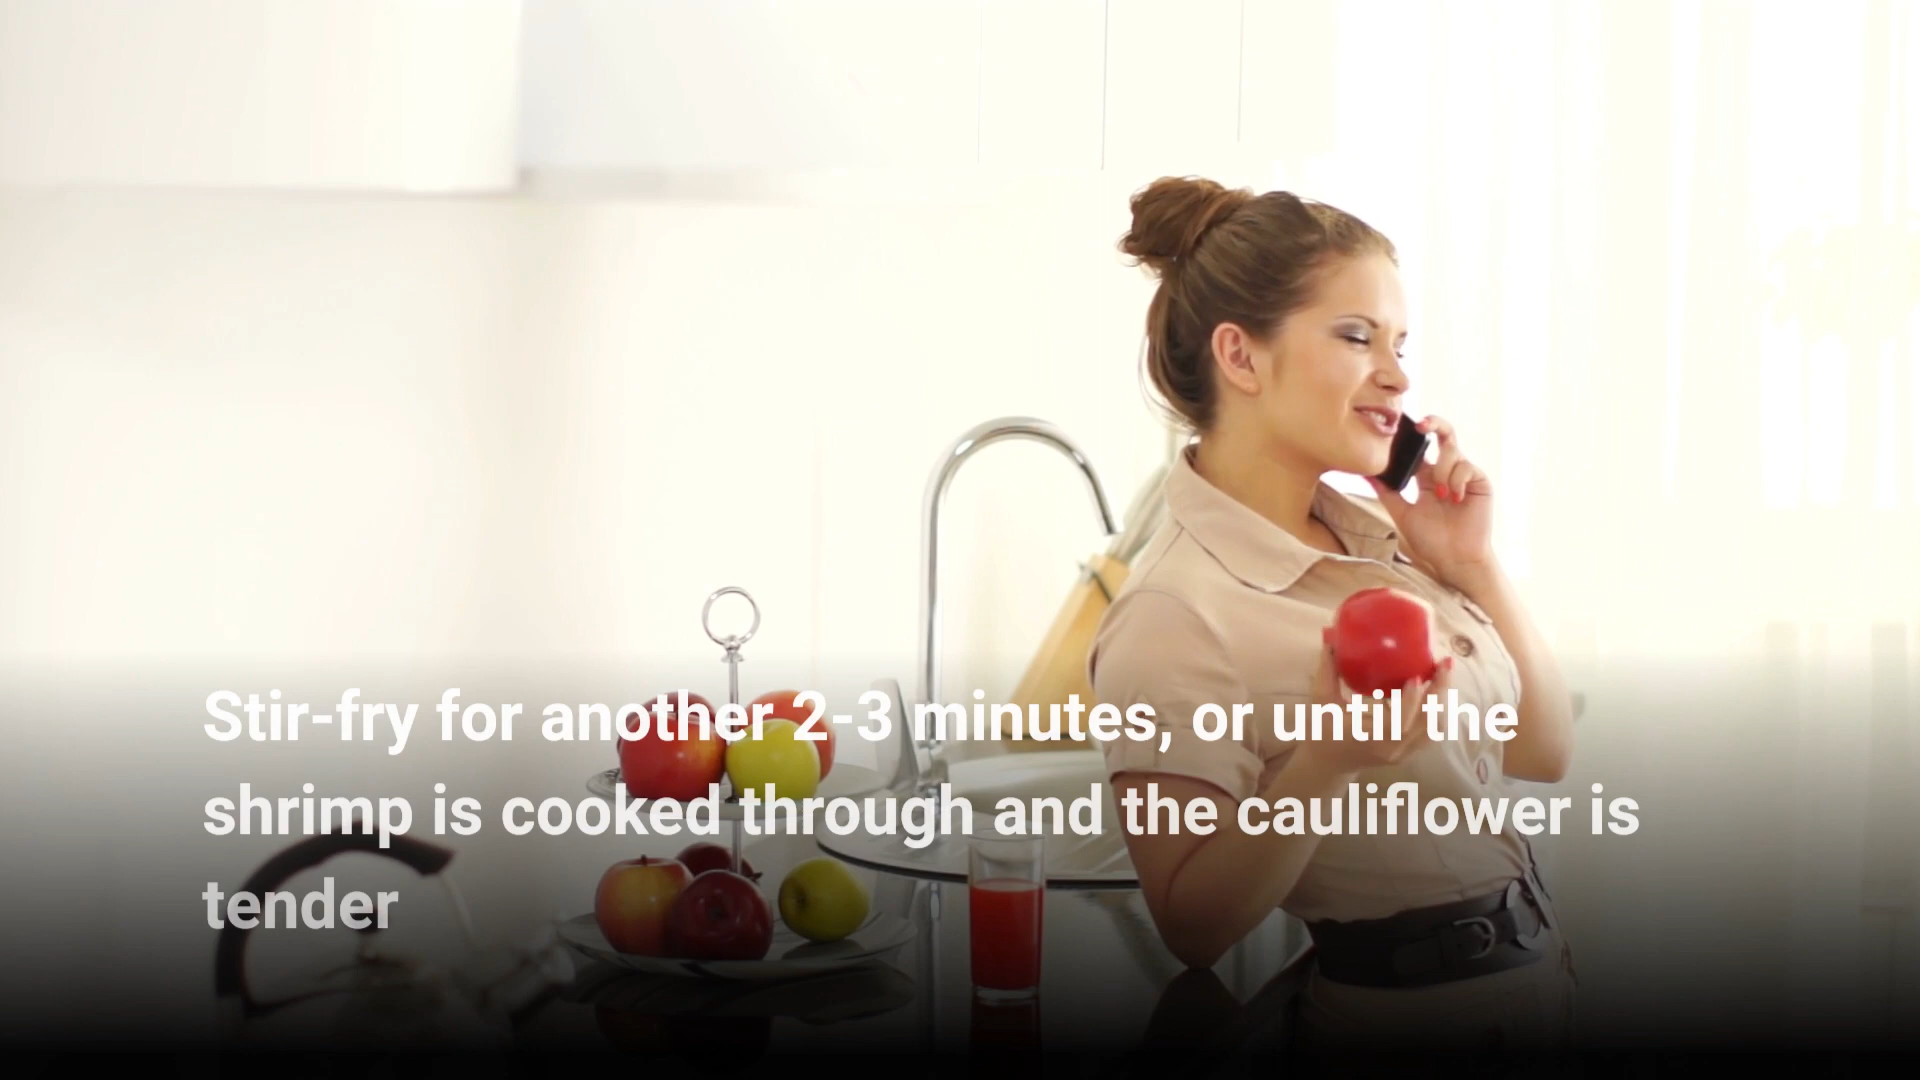 Stir-fry for another 2-3 minutes, or until the
shrimp is cooked through and the cauliflower is
tender